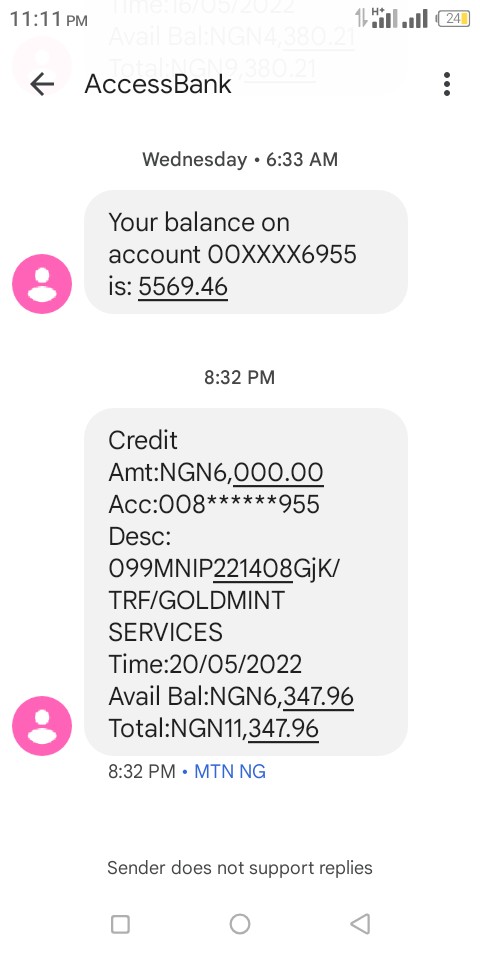 11:11 PM
H+
24
Time:16/05/2022
Avail Bal:NGN4,380.21
Total:NGN9,380.21
AccessBank
Wednesday • 6:33 AM
Your balance on
account 00XXXX6955
is: 5569.46
8:32 PM
Credit
Amt:NGN6,000.00
Acc:008******955
Desc:
099MNIP221408GjK/
TRF/GOLDMINT
SERVICES
Time:20/05/2022
Avail Bal:NGN6,347.96
Total:NGN11,347.96
8:32 PM • MTN NG
Sender does not support replies